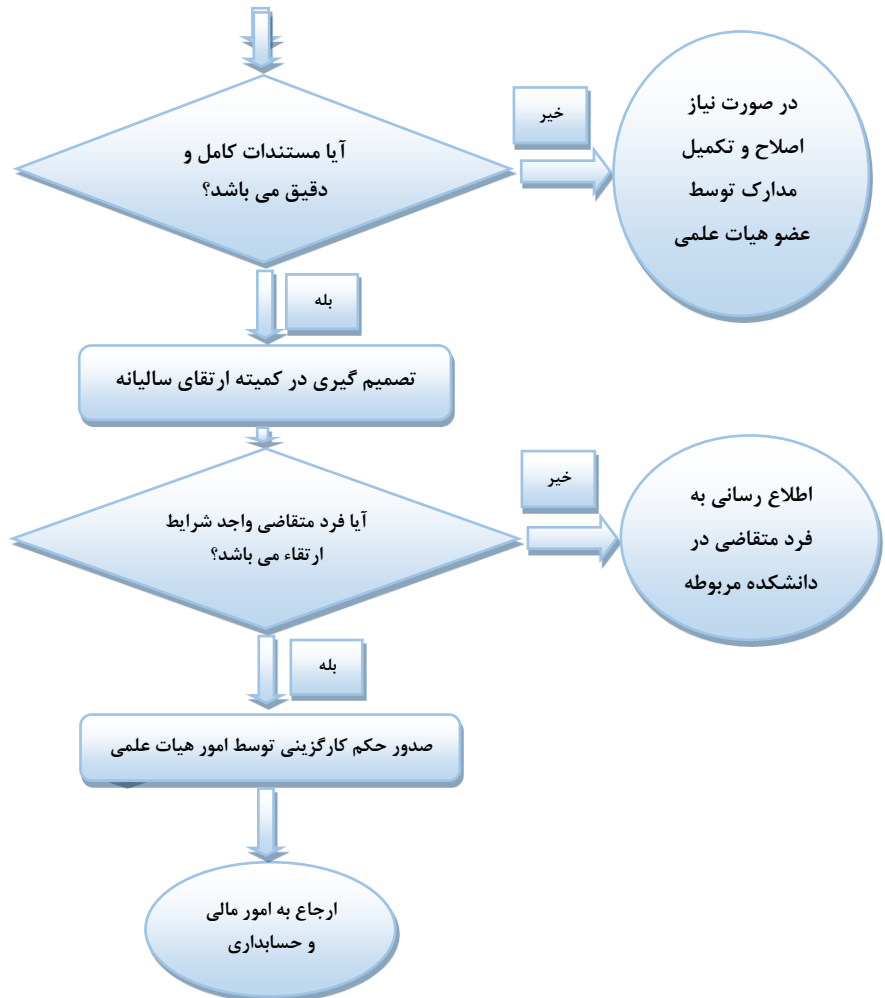 آیا مستندات کامل و
دقیق می باشد؟
خیر
در صورت نیاز
اصلاح و تکمیل
مدارک توسط
عضو هیات علمی
بله
تصمیم گیری در کمیته ارتقای سالیانه
آیا فرد متقاضی واجد شرایط
ارتقاء می باشد؟
خیر
اطلاع رسانی به
فرد متقاضی در
دانشکده مربوطه
بله
صدور حکم کارگزینی توسط امور هیات علمی
ارجاع به امور مالی
و حسابداری